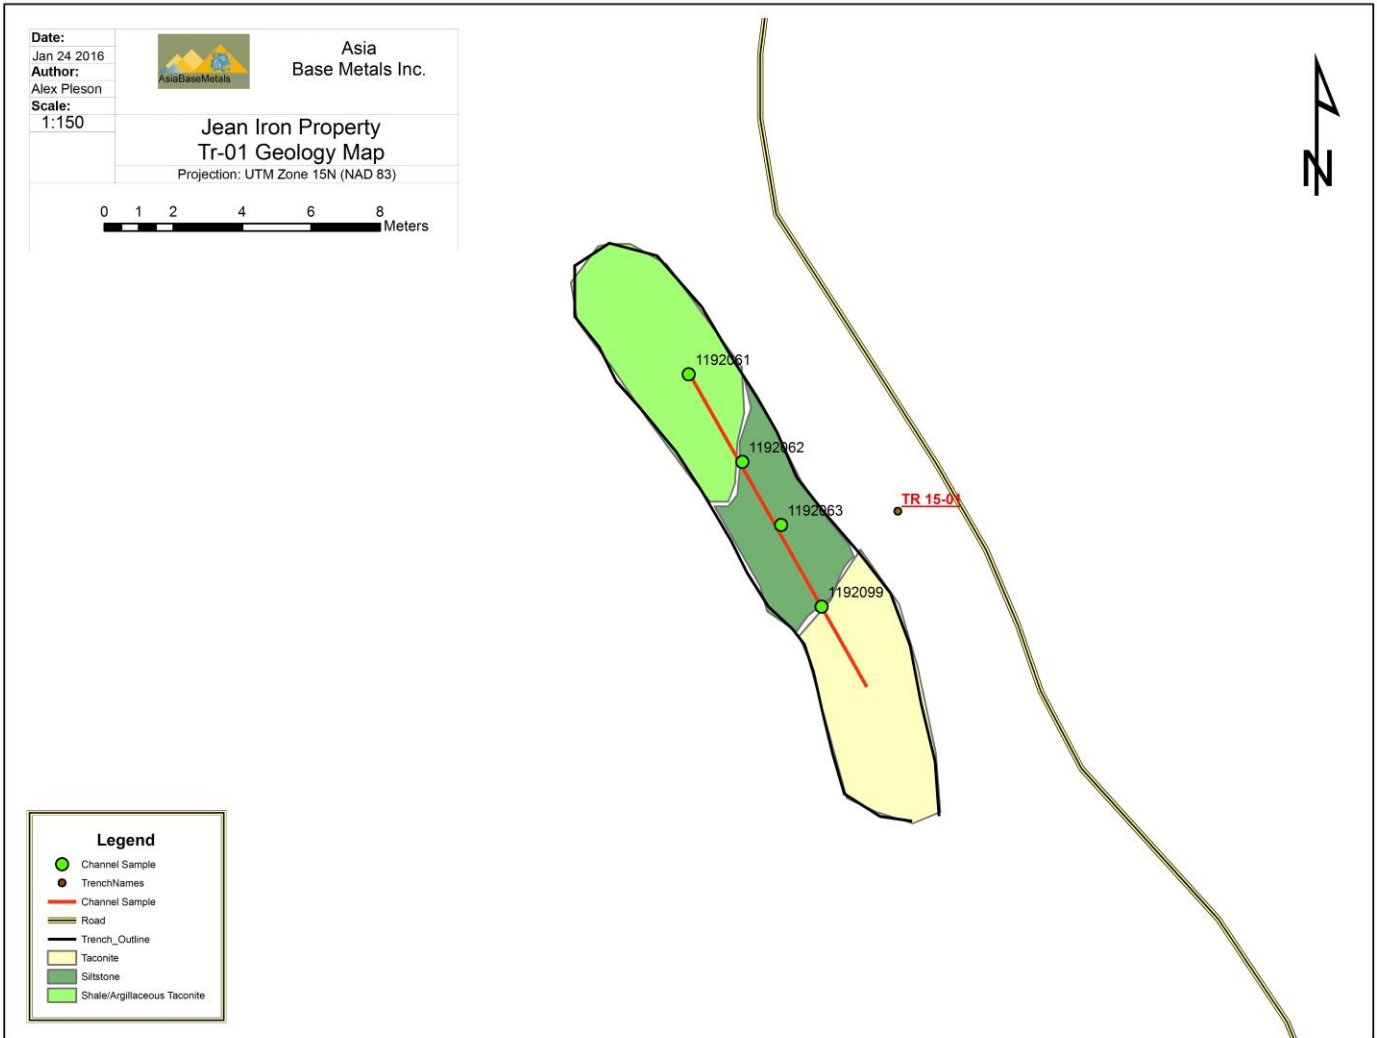 Date:
Jan 24 2016
Author:
Alex Pleson
Scale:
1:150
AsiaBaseMetals
Asia
Base Metals Inc.
Jean Iron Property
Tr-01 Geology Map
Projection: UTM Zone 15N (NAD 83)
0 1 2 4 6 8
Meters
N
1192061
1192062
1192063
TR 15-01
1192099
Legend
Channel Sample
TrenchNames
Channel Sample
Road
Trench_Outline
Taconite
Siltstone
Shale/Argillaceous Taconite